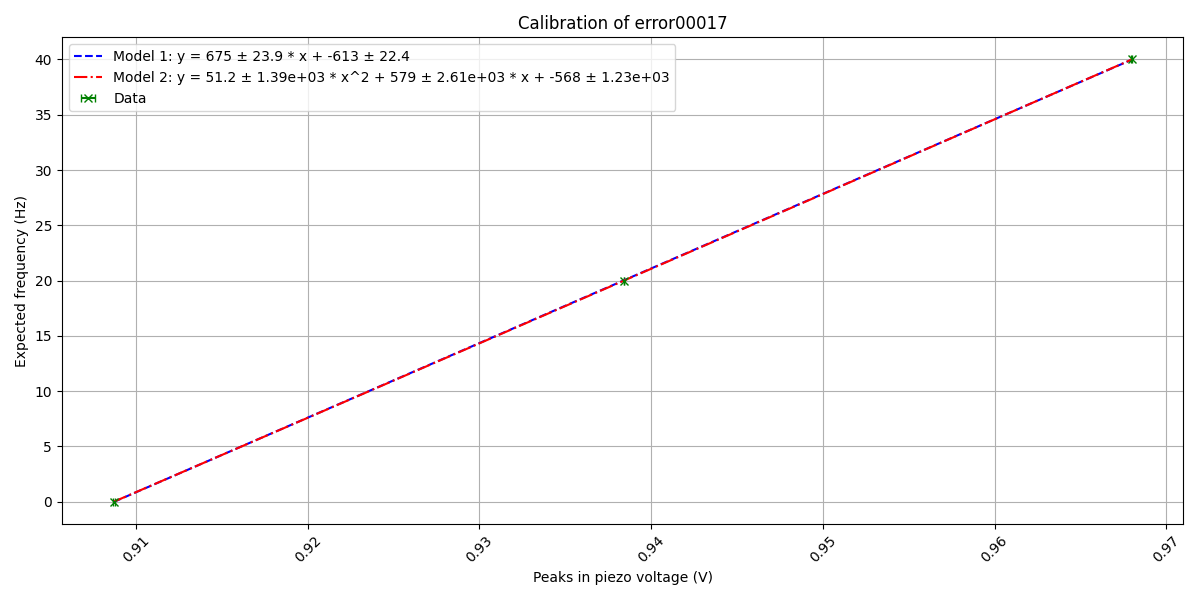 Calibration of error00017
Model 1: y = 675 ± 23.9 * x + -613 ± 22.4
Model 2: y = 51.2 ± 1.39e+03 * x^2 + 579 ± 2.61e+03 * x + -568 ± 1.23e+03
Data
Expected frequency (Hz)
40
35
30
25
20
15
10
5
0
0.91
0.92
0.93
0.94
0.95
0.96
0.97
Peaks in piezo voltage (V)